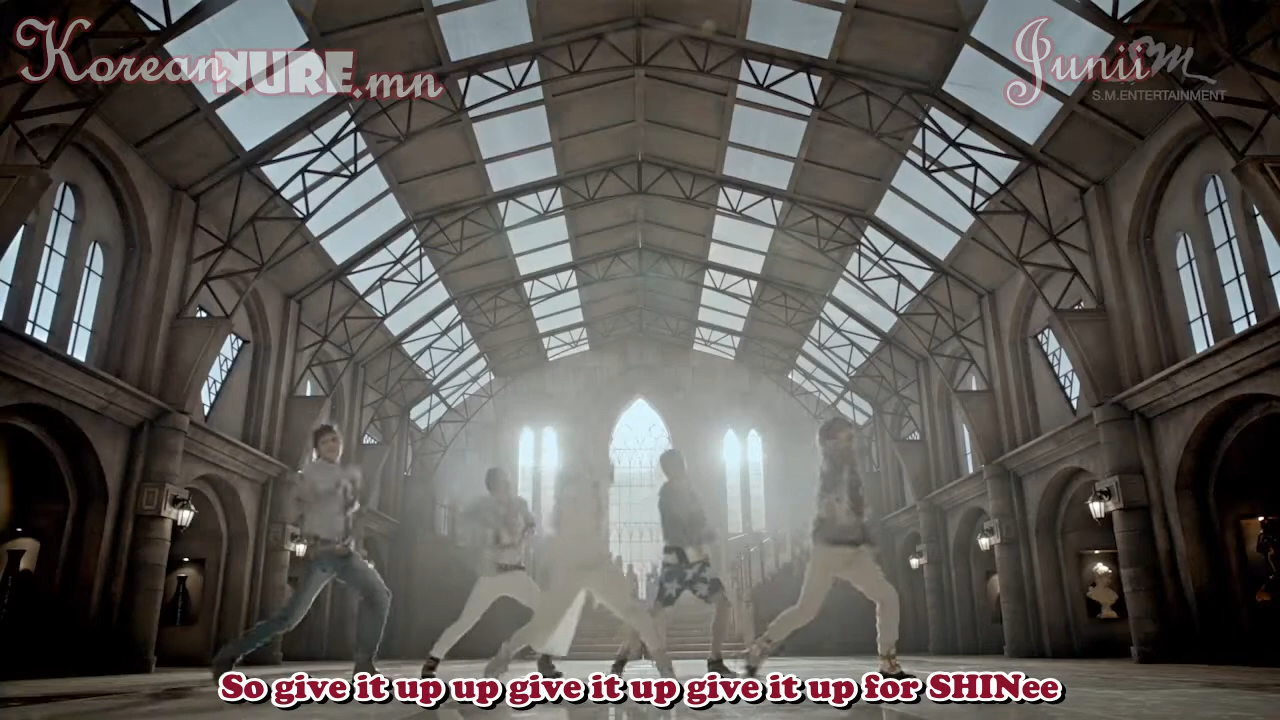 KoreanNURE.mn
Junii
S.M.ENTERTAINMENT
So give it up up give it up give it up for SHINee